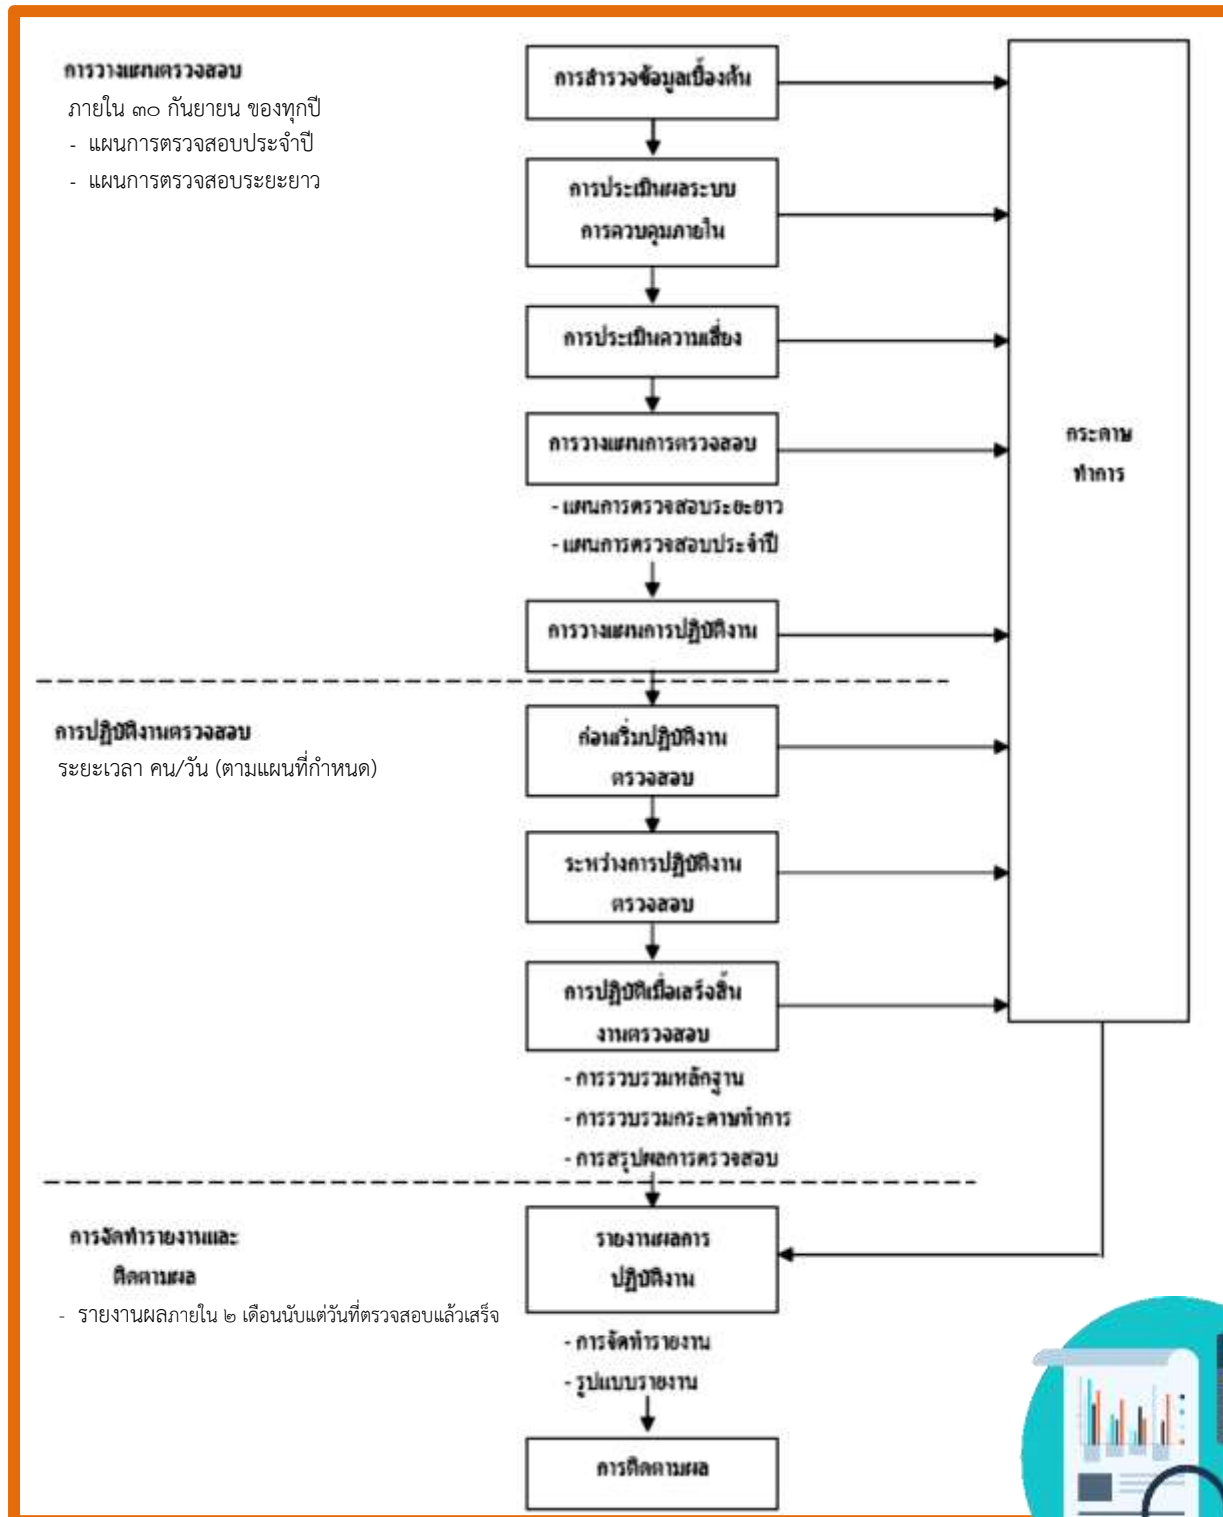 การวางแผนตรวจสอบ
ภายใน ๓๐ กันยายน ของทุกปี
- แผนการตรวจสอบประจำปี
- แผนการตรวจสอบระยะยาว
การสำรวจข้อมูลเบื้องต้น
การประเมินผลระบบ
การควบคุมภายใน
การประเมินความเสี่ยง
การวางแผนการตรวจสอบ
- แผนการตรวจสอบระยะยาว
- แผนการตรวจสอบประจำปี
การวางแผนการปฏิบัติงาน
กระดาษ
ทำการ
การปฏิบัติงานตรวจสอบ
ระยะเวลา คน/วัน (ตามแผนที่กำหนด)
ก่อนเริ่มปฏิบัติงาน
ตรวจสอบ
ระหว่างการปฏิบัติงาน
ตรวจสอบ
การปฏิบัติเมื่อเสร็จสิ้น
งานตรวจสอบ
- การรวบรวมหลักฐาน
- การรวบรวมกระดาษทำการ
- การสรุปผลการตรวจสอบ
การจัดทำรายงานและ
ติดตามผล
- รายงานผลภายใน ๒ เดือนนับแต่วันที่ตรวจสอบแล้วเสร็จ
รายงานผลการ
ปฏิบัติงาน
- การจัดทำรายงาน
- รูปแบบรายงาน
การติดตามผล